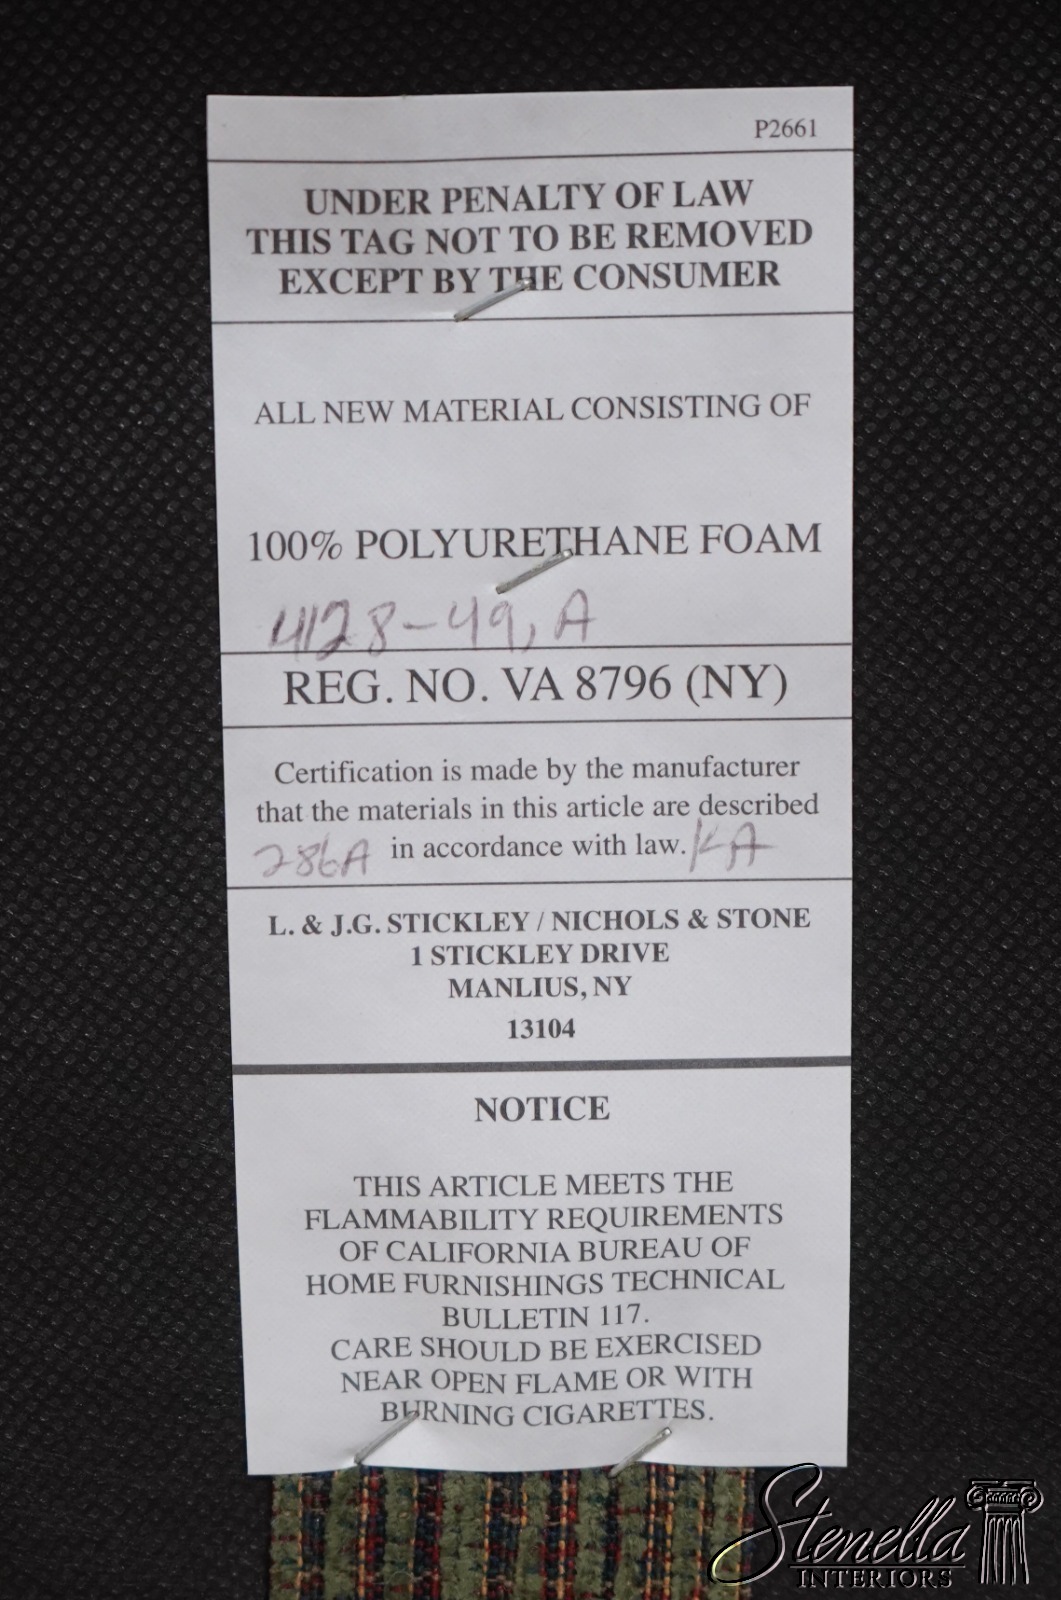 P2661
UNDER PENALTY OF LAW
THIS TAG NOT TO BE REMOVED
EXCEPT BY THE CONSUMER
ALL NEW MATERIAL CONSISTING OF
100% POLYURETHANE FOAM
4128-49, A
REG. NO. VA 8796 (NY)
Certification is made by the manufacturer
that the materials in this article are described
286A in accordance with law. KA
L. & J.G. STICKLEY / NICHOLS & STONE
1 STICKLEY DRIVE
MANLIUS, NY
13104
NOTICE
THIS ARTICLE MEETS THE
FLAMMABILITY REQUIREMENTS
OF CALIFORNIA BUREAU OF
HOME FURNISHINGS TECHNICAL
BULLETIN 117.
CARE SHOULD BE EXERCISED
NEAR OPEN FLAME OR WITH
BURNING CIGARETTES.
Stenella
INTERIORS